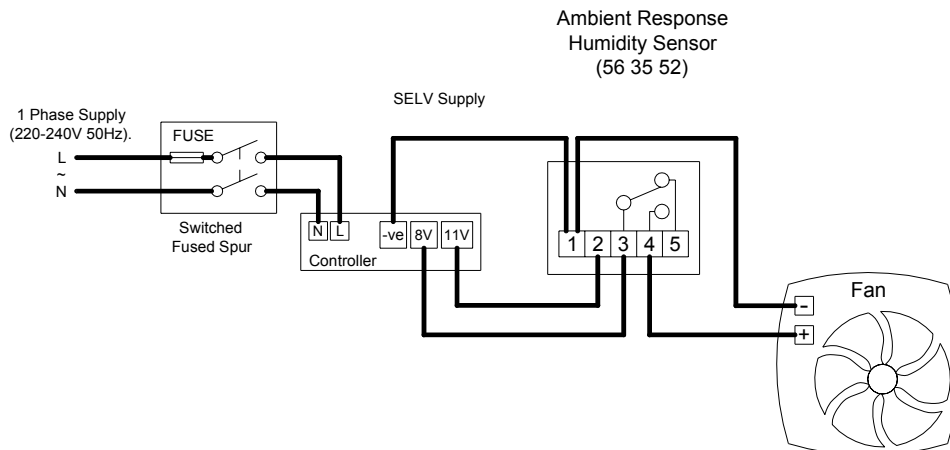 Ambient Response
Humidity Sensor
(56 35 52)
SELV Supply
1 Phase Supply
(220-240V 50Hz).
L
~
N
FUSE
Switched
Fused Spur
N L
-ve 8V 11V
Controller
1 2 3 4 5
Fan
-
+